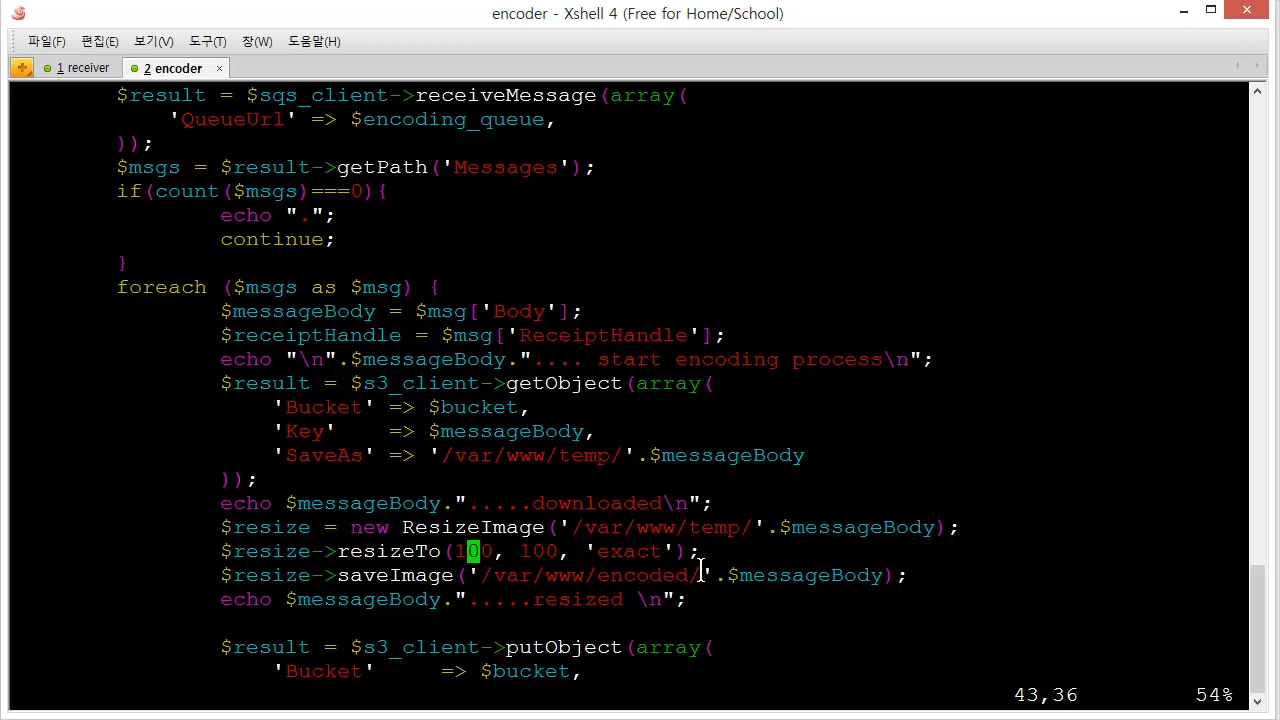 encoder - Xshell 4 (Free for Home/School)
파일(F) 편집(E) 보기(V) 도구(T) 창(W) 도움말(H)
1 receiver 2 encoder ×
$result = $sqs_client->receiveMessage(array(
'QueueUrl' => $encoding_queue,
));
$msgs = $result->getPath('Messages');
if(count($msgs)===0){
echo ".";
continue;
}
foreach ($msgs as $msg) {
$messageBody = $msg['Body'];
$receiptHandle = $msg['ReceiptHandle'];
echo "\n".$messageBody.".... start encoding process\n";
$result = $s3_client->getObject(array(
'Bucket' => $bucket,
'Key'    => $messageBody,
'SaveAs' => '/var/www/temp/'.$messageBody
));
echo $messageBody.".....downloaded\n";
$resize = new ResizeImage('/var/www/temp/'.$messageBody);
$resize->resizeTo(100, 100, 'exact');
$resize->saveImage('/var/www/encoded/'.$messageBody);
echo $messageBody.".....resized \n";
$result = $s3_client->putObject(array(
'Bucket'     => $bucket,
43,36 54%